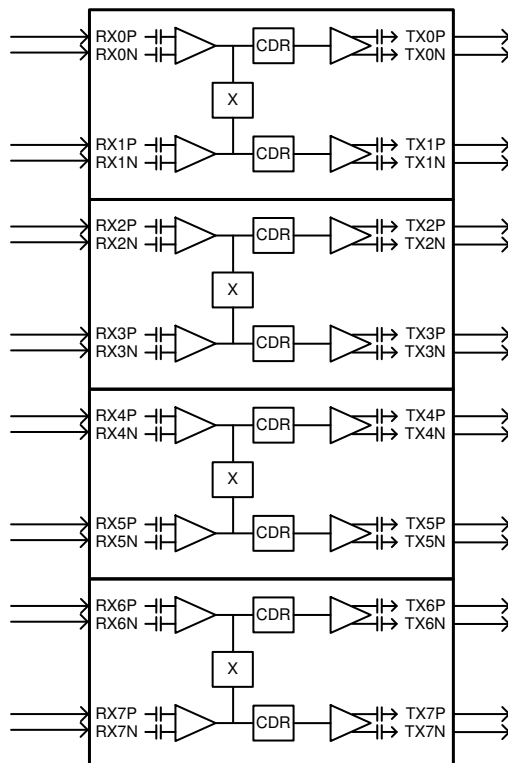 RX0P CDR TX0P
RX0N TX0N
X
RX1P CDR TX1P
RX1N TX1N
RX2P CDR TX2P
RX2N TX2N
X
RX3P CDR TX3P
RX3N TX3N
RX4P CDR TX4P
RX4N TX4N
X
RX5P CDR TX5P
RX5N TX5N
RX6P CDR TX6P
RX6N TX6N
X
RX7P CDR TX7P
RX7N TX7N